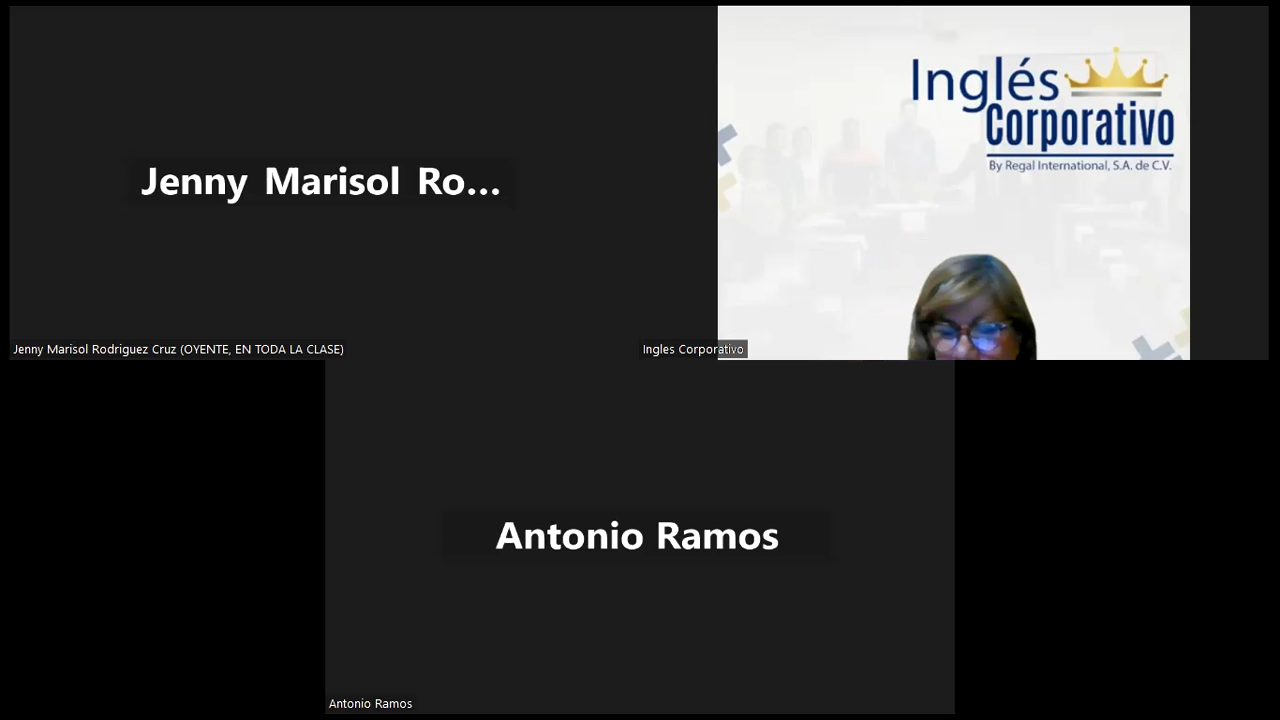 Jenny Marisol Ro...
Jenny Marisol Rodriguez Cruz (OYENTE, EN TODA LA CLASE)
Inglés
Corporativo
By Regal International, S.A. de C.V.
Ingles Corporativo
Antonio Ramos
Antonio Ramos